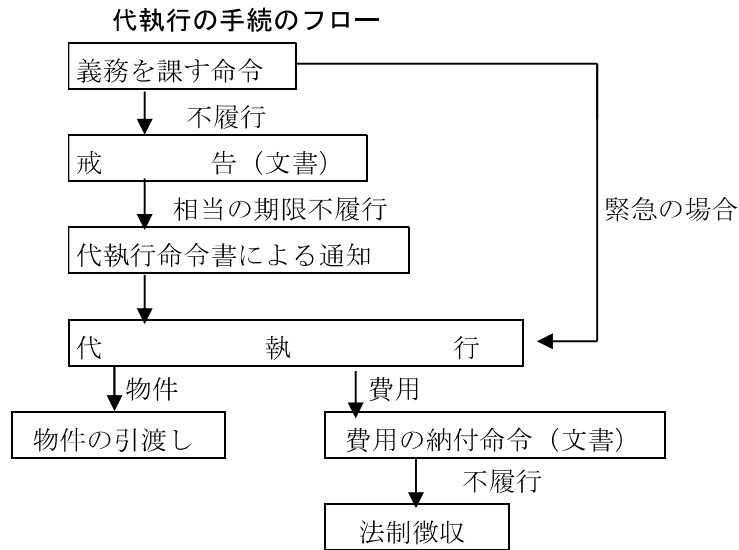 代執行の手続のフロー
義務を課す命令
不履行
戒 告（文書）
相当の期限不履行
緊急の場合
代執行命令書による通知
代 執 行
物件 費用
物件の引渡し 費用の納付命令（文書）
不履行
法制徴収